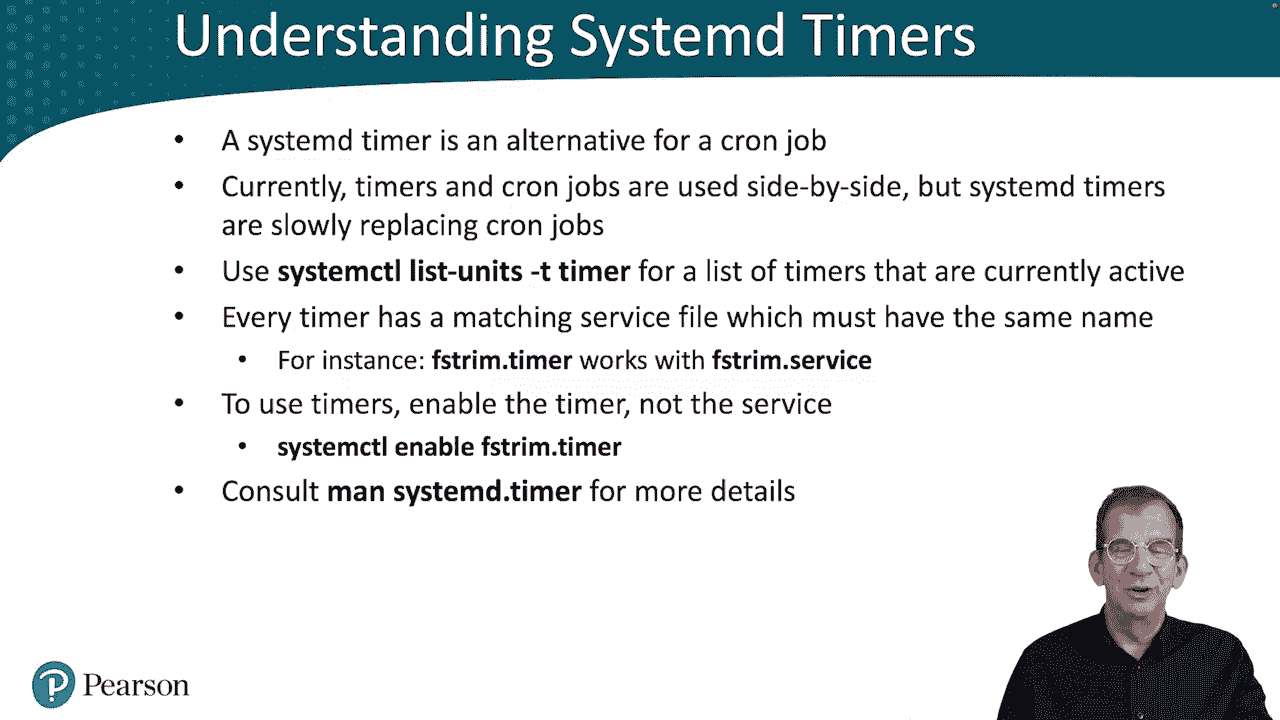 Understanding Systemd Timers
• A systemd timer is an alternative for a cron job
• Currently, timers and cron jobs are used side-by-side, but systemd timers
are slowly replacing cron jobs
• Use systemctl list-units -t timer for a list of timers that are currently active
• Every timer has a matching service file which must have the same name
• For instance: fstrim.timer works with fstrim.service
• To use timers, enable the timer, not the service
• systemctl enable fstrim.timer
• Consult man systemd.timer for more details
Pearson